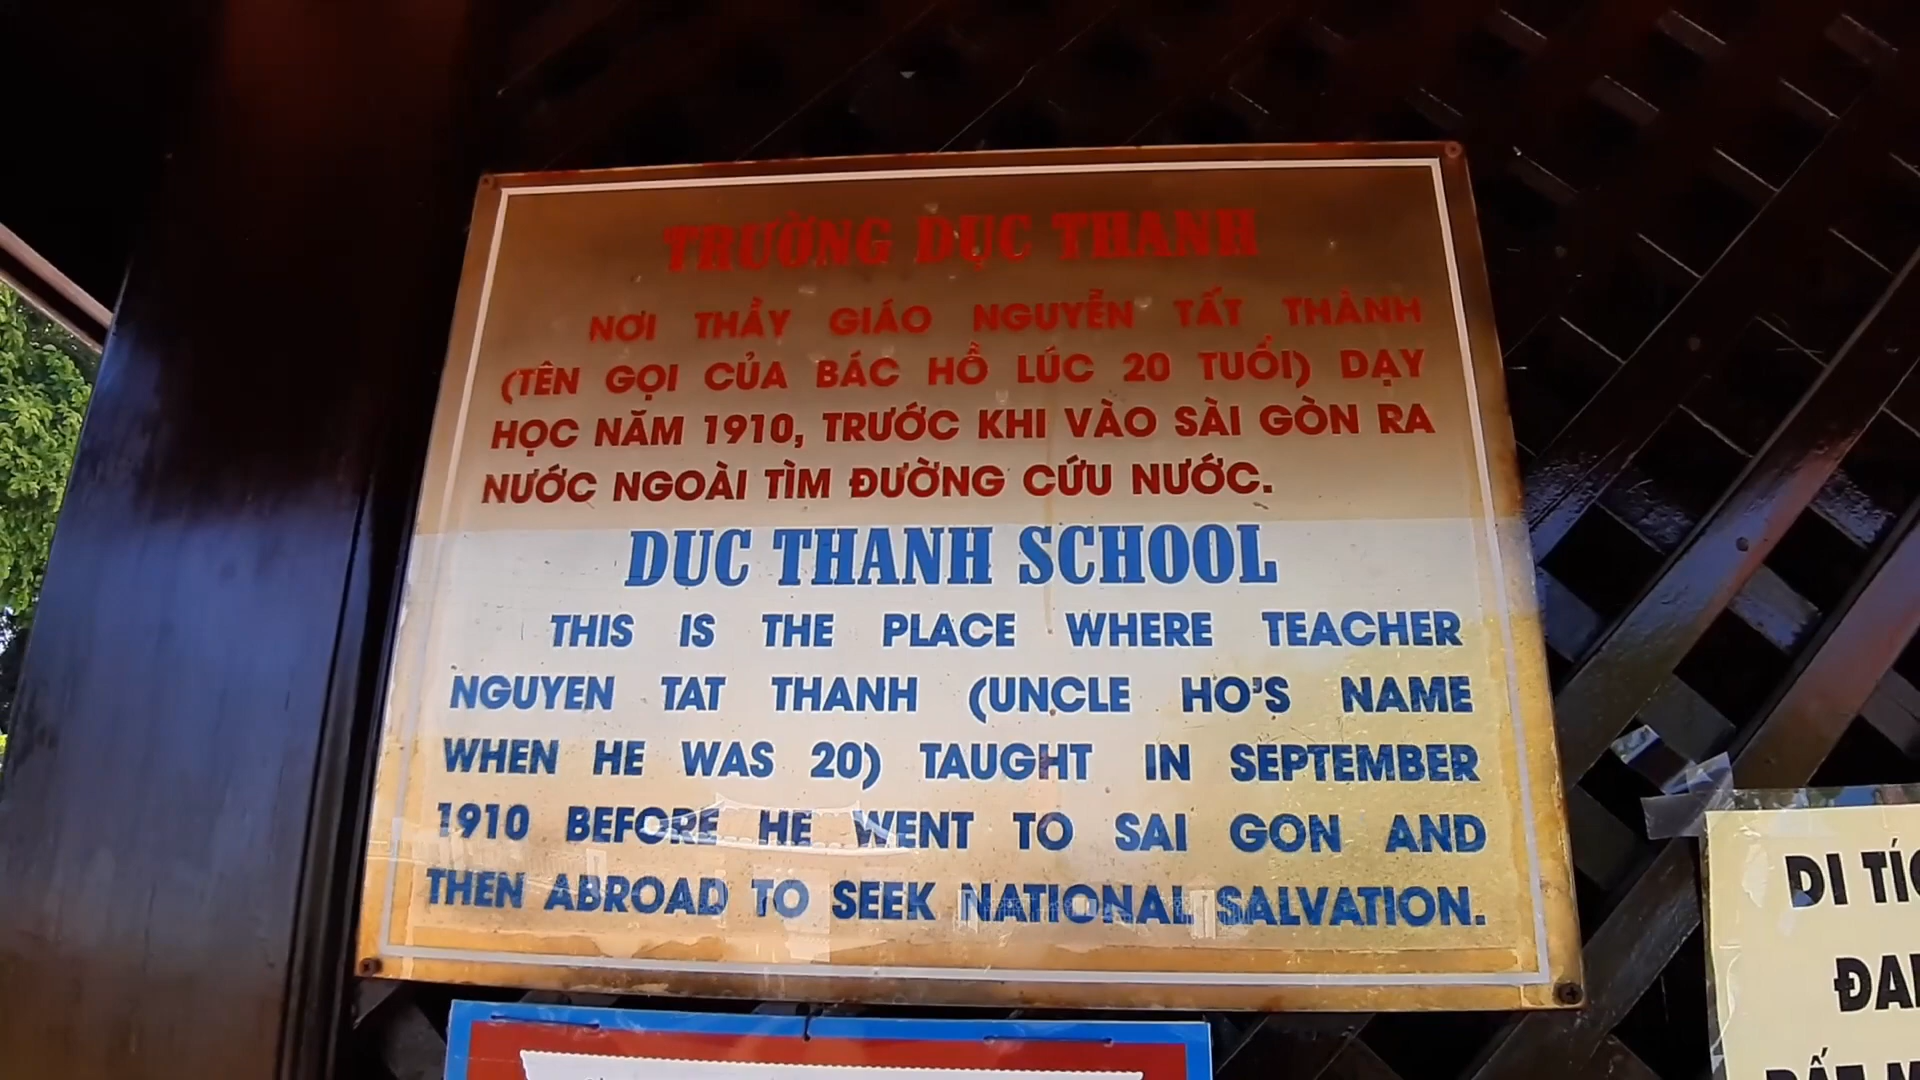 TRƯỜNG DỤC THANH
NƠI THẦY GIÁO NGUYỄN TẤT THÀNH
(TÊN GỌI CỦA BÁC HỒ LÚC 20 TUỔI) DẠY
HỌC NĂM 1910, TRƯỚC KHI VÀO SÀI GÒN RA
NƯỚC NGOÀI TÌM ĐƯỜNG CỨU NƯỚC.
DUC THANH SCHOOL
THIS IS THE PLACE WHERE TEACHER
NGUYEN TAT THANH (UNCLE HO'S NAME
WHEN HE WAS 20) TAUGHT IN SEPTEMBER
1910 BEFORE HE WENT TO SAI GON AND
THEN ABROAD TO SEEK NATIONAL SALVATION.
DI